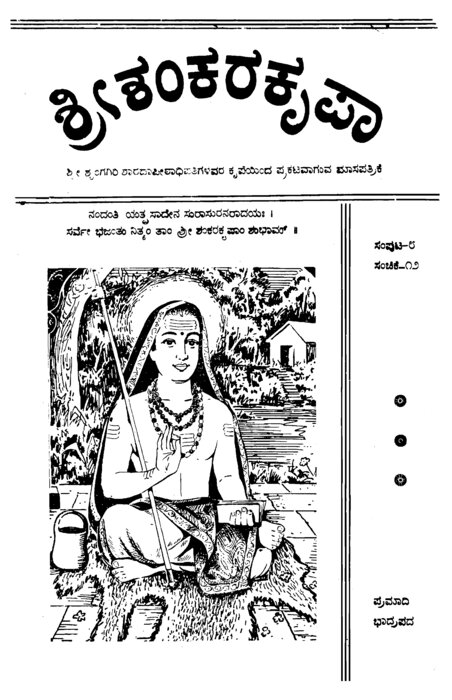 ಶ್ರೀಶಂಕರಕೃಪಾ
ಶ್ರೀ ಶೃಂಗಗಿರಿ ಶಾರದಾಪೀಠಾಧಿಪತಿಗಳವರ ಕೃಪೆಯಿಂದ ಪ್ರಕಟವಾಗುವ ಮಾಸಪತ್ರಿಕೆ
ನಂದಂತಿ ಯತ್ಪ್ರಸಾದೇನ ಸುರಾಸುರನರಾದಯಃ ।
ಸರ್ವೇ ಭಜಂತು ನಿತ್ಯಂ ತಾಂ ಶ್ರೀ ಶಂಕರಕೃಪಾಂ ಶುಭಾಮ್ ॥
ಸಂಪುಟ-೮
ಸಂಚಿಕೆ-೧೨
ಪ್ರಮಾದಿ
ಭಾದ್ರಪದ